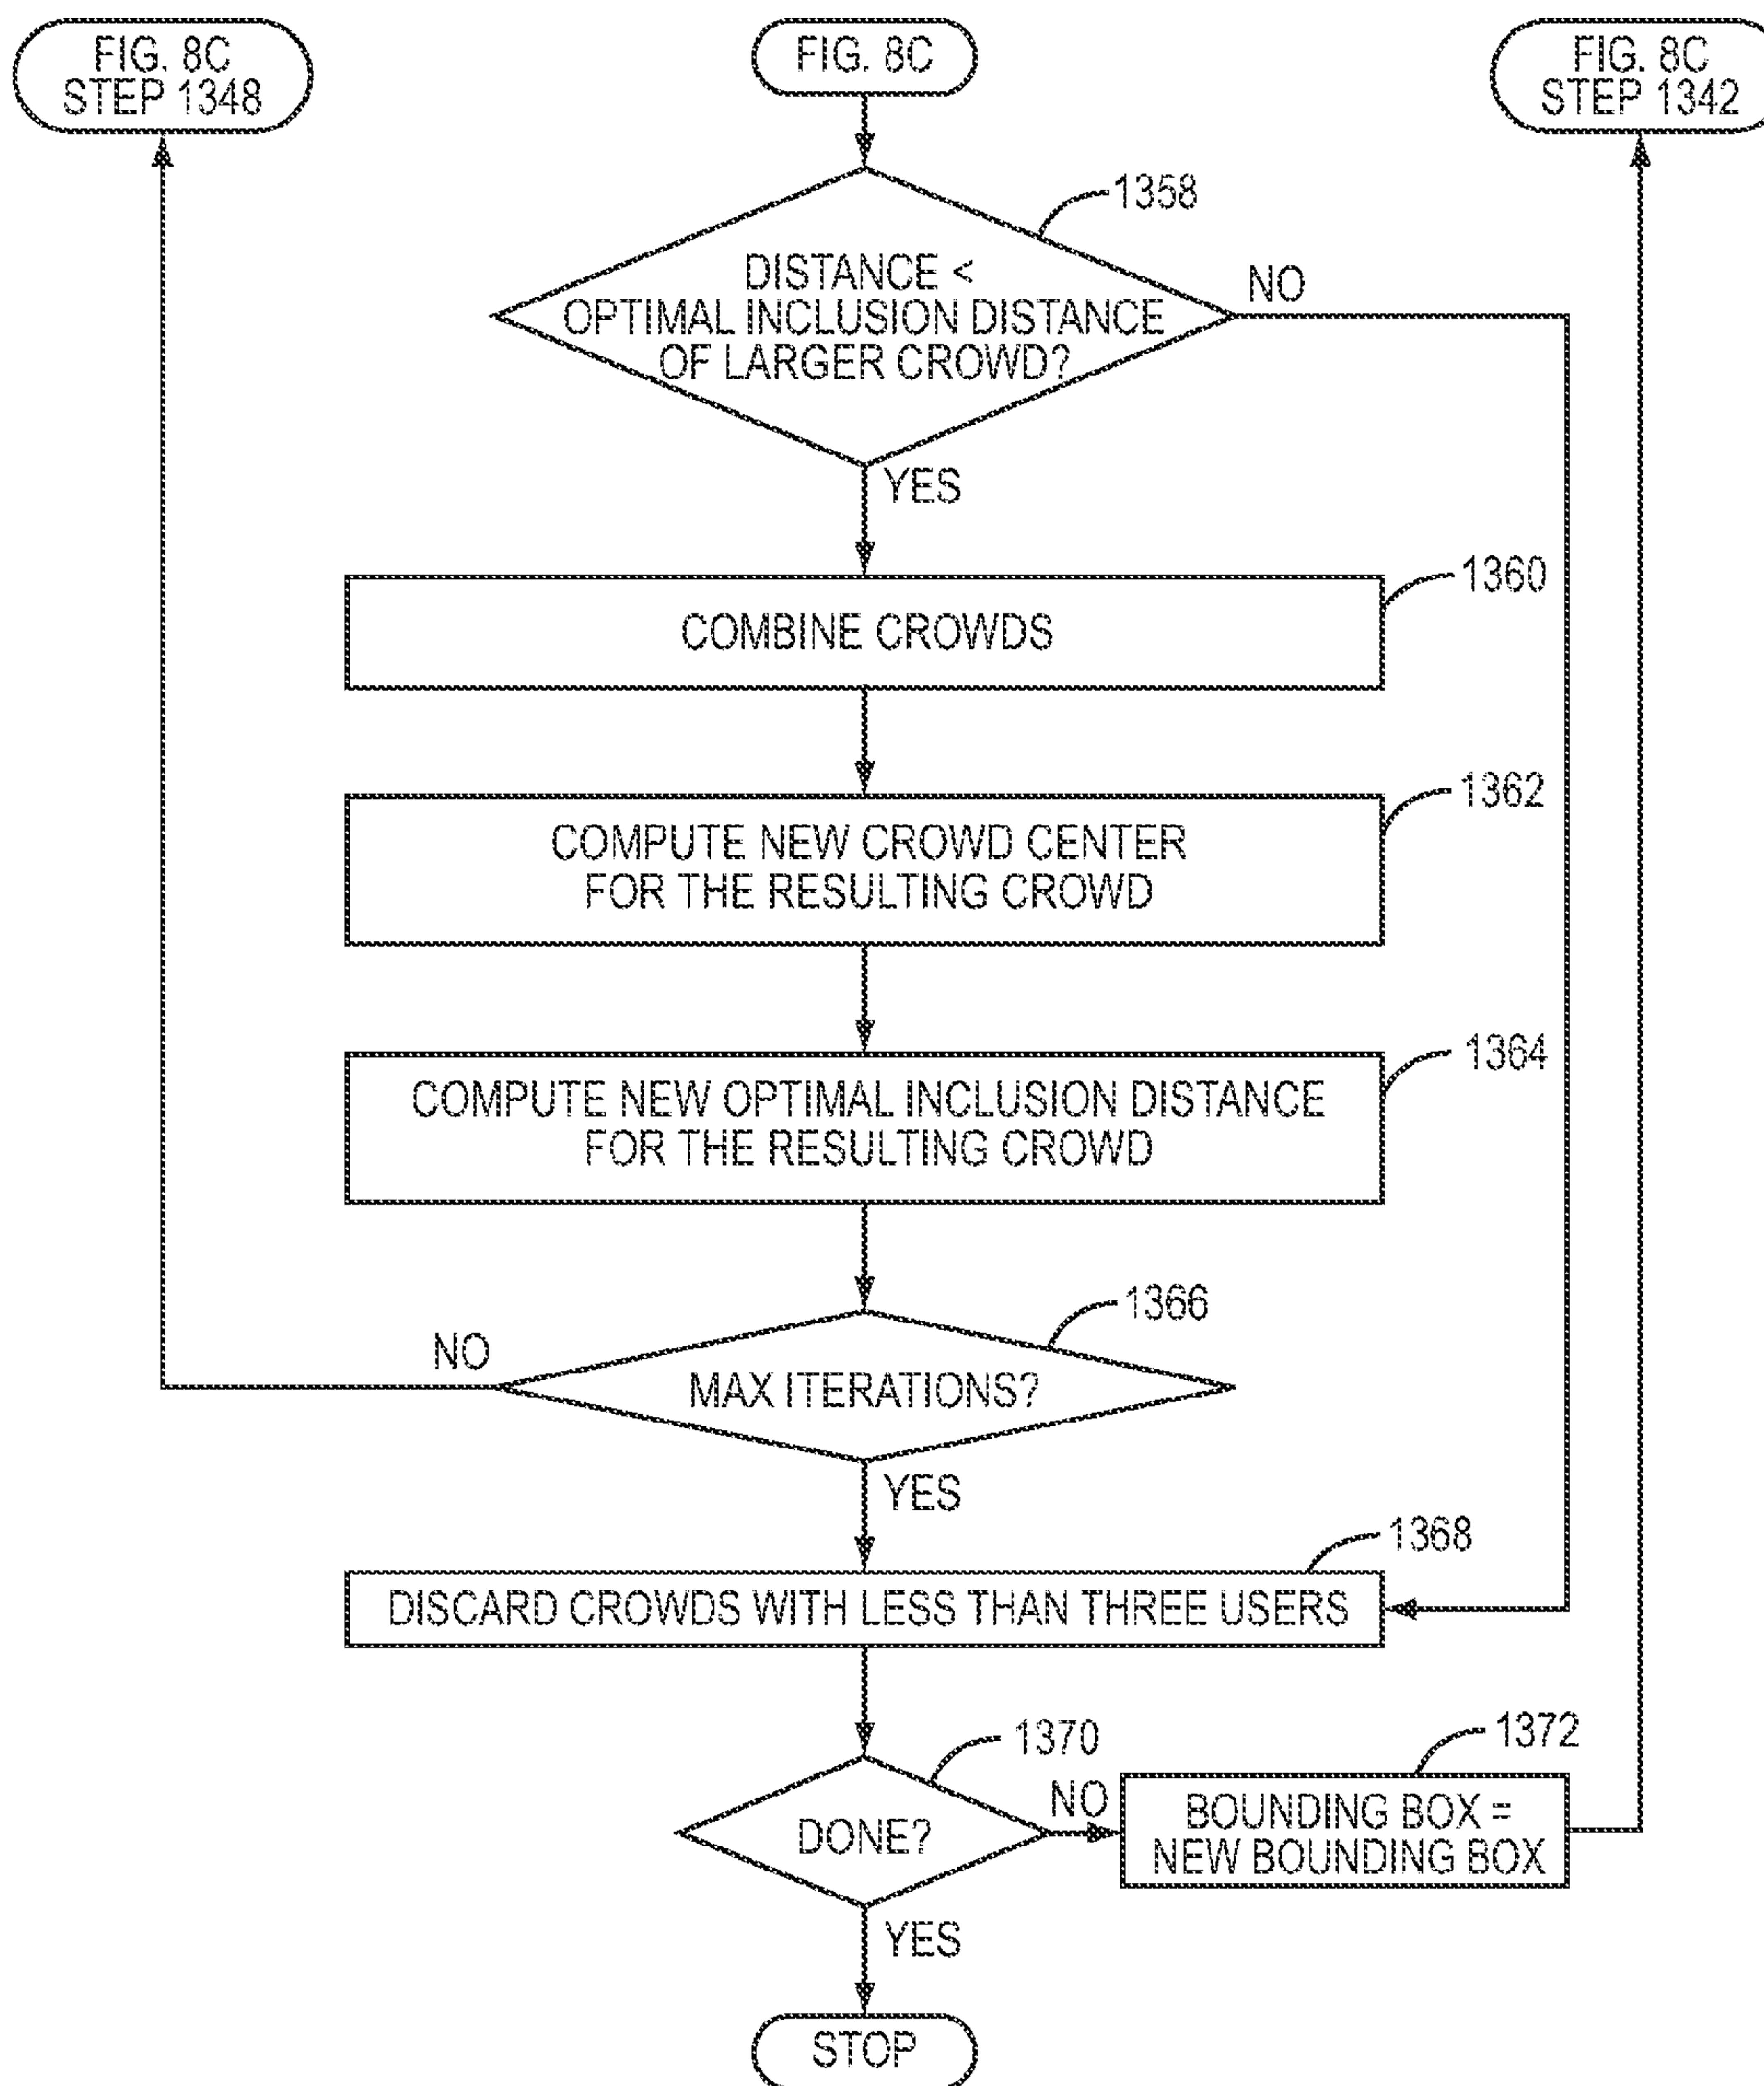 FIG. 8C
STEP 1348
FIG. 8C
FIG. 8C
STEP 1342
1358
DISTANCE <
OPTIMAL INCLUSION DISTANCE
OF LARGER CROWD?
NO
YES
1360
COMBINE CROWDS
1362
COMPUTE NEW CROWD CENTER
FOR THE RESULTING CROWD
1364
COMPUTE NEW OPTIMAL INCLUSION DISTANCE
FOR THE RESULTING CROWD
1366
NO
MAX ITERATIONS?
YES
1368
DISCARD CROWDS WITH LESS THAN THREE USERS
1370
1372
DONE?
NO
BOUNDING BOX =
NEW BOUNDING BOX
YES
STOP